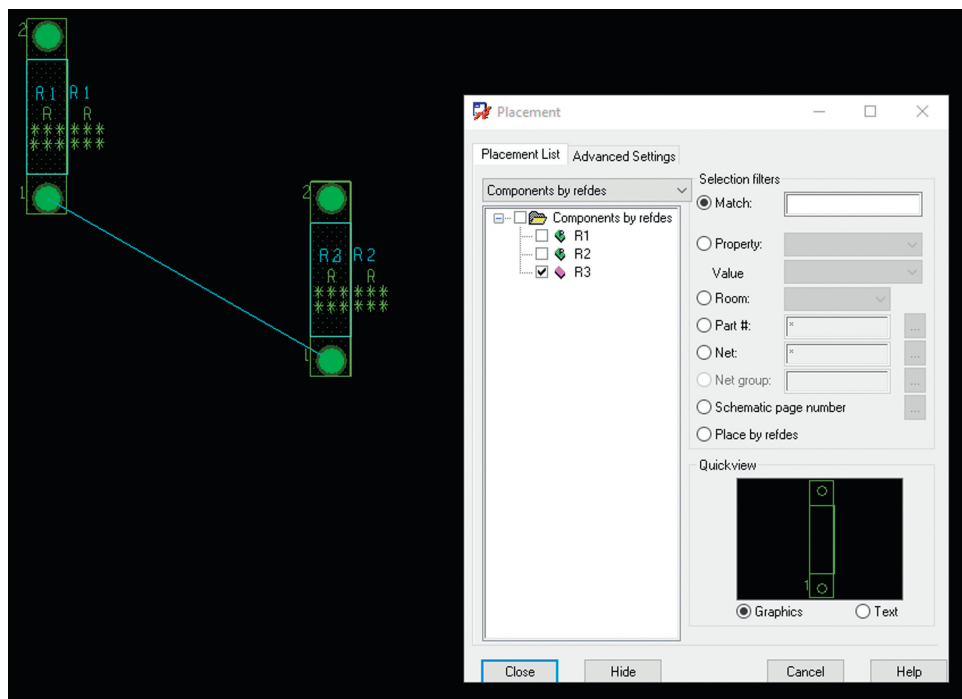 2
R1 R1
R R
*** ***
*** ***
1
2
R2
R R
*** ***
*** ***
1
Placement
Placement List Advanced Settings
Components by refdes
Components by refdes
R1
R2
R3
Selection filters
Match:
Property:
Value
Room:
Part #: *
...
Net: *
...
Net group:
...
Schematic page number
...
Place by refdes
Quickview
1
Graphics Text
Close Hide Cancel Help